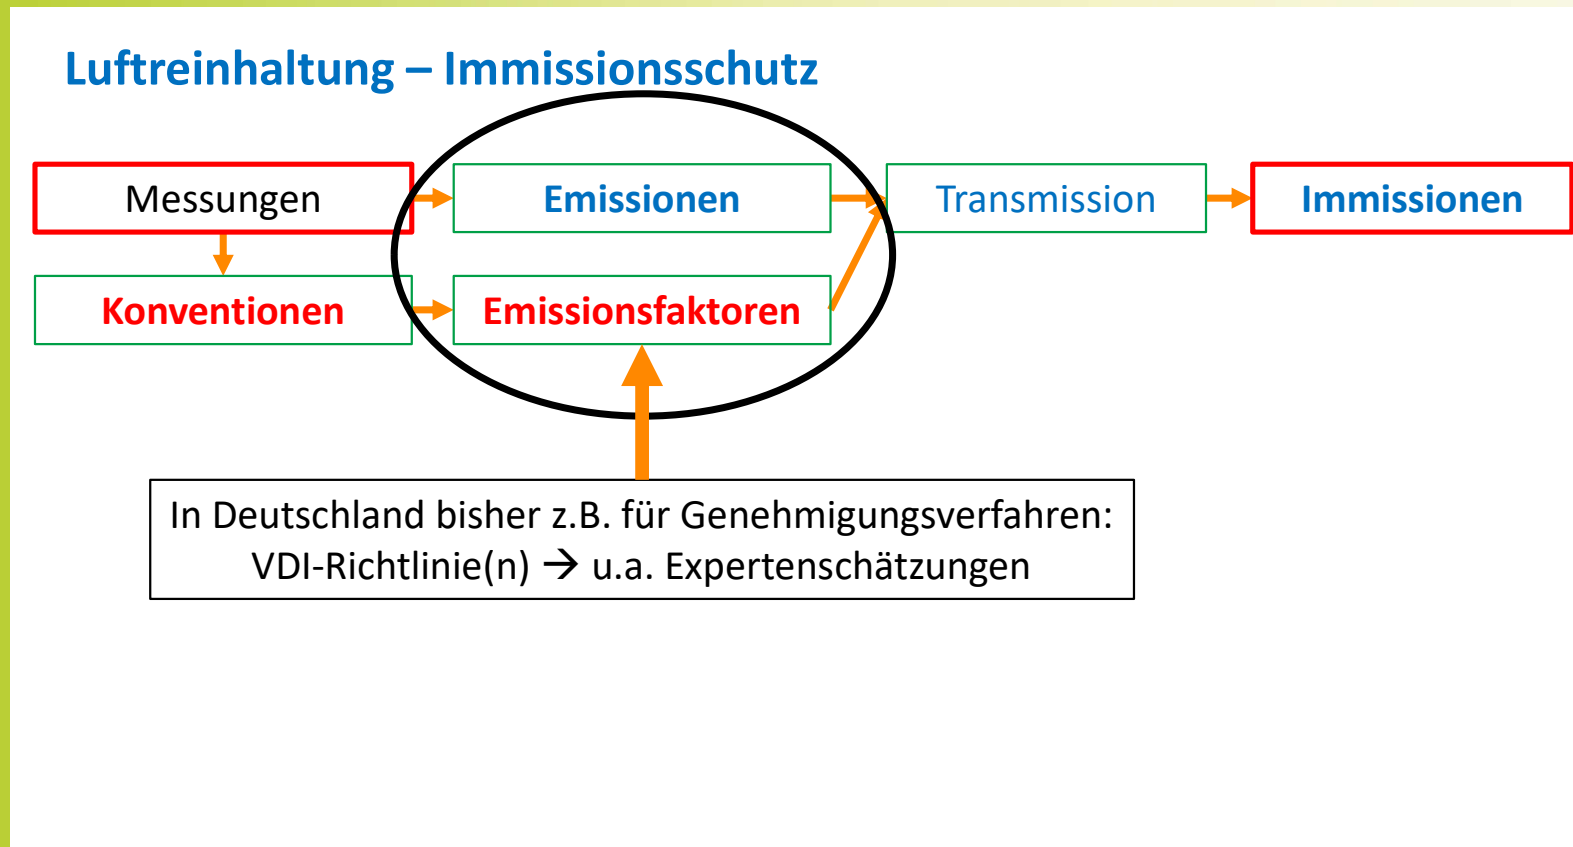 Luftreinhaltung – Immissionsschutz
Messungen
Emissionen
Transmission
Immissionen
Konventionen
Emissionsfaktoren
In Deutschland bisher z.B. für Genehmigungsverfahren:
VDI-Richtlinie(n) → u.a. Expertenschätzungen